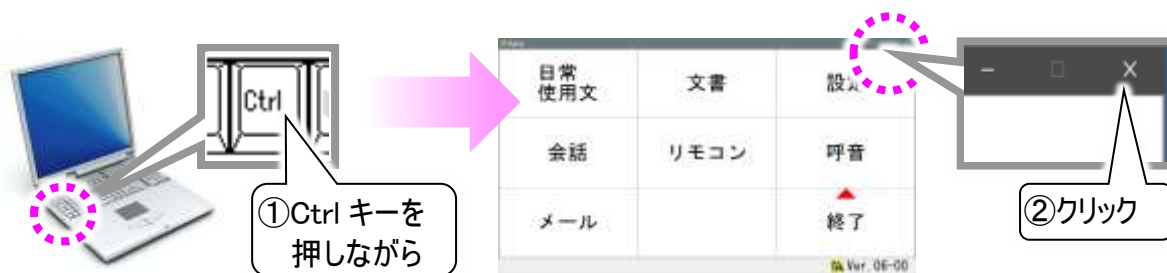 Ctrl
①Ctrl キーを
押しながら
日常
使用文
文書
会話
リモコン
呼音
メール
終了
Ver. 06-00
X
②クリック